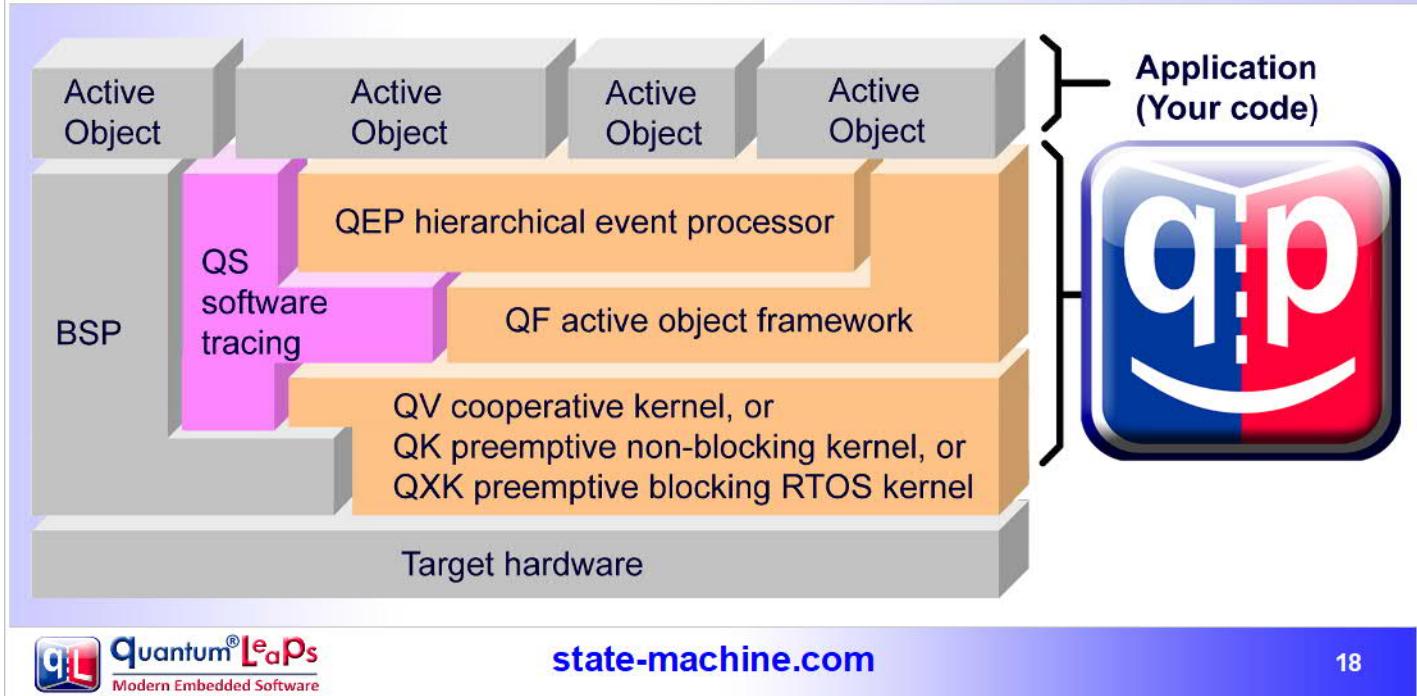 Active
Object
Active
Object
Active
Object
Active
Object
Application
(Your code)
QEP hierarchical event processor
QS
software
tracing
BSP
QF active object framework
QV cooperative kernel, or
QK preemptive non-blocking kernel, or
QXK preemptive blocking RTOS kernel
Target hardware
qp
qL
quantum® LeaPs
Modern Embedded Software
state-machine.com
18